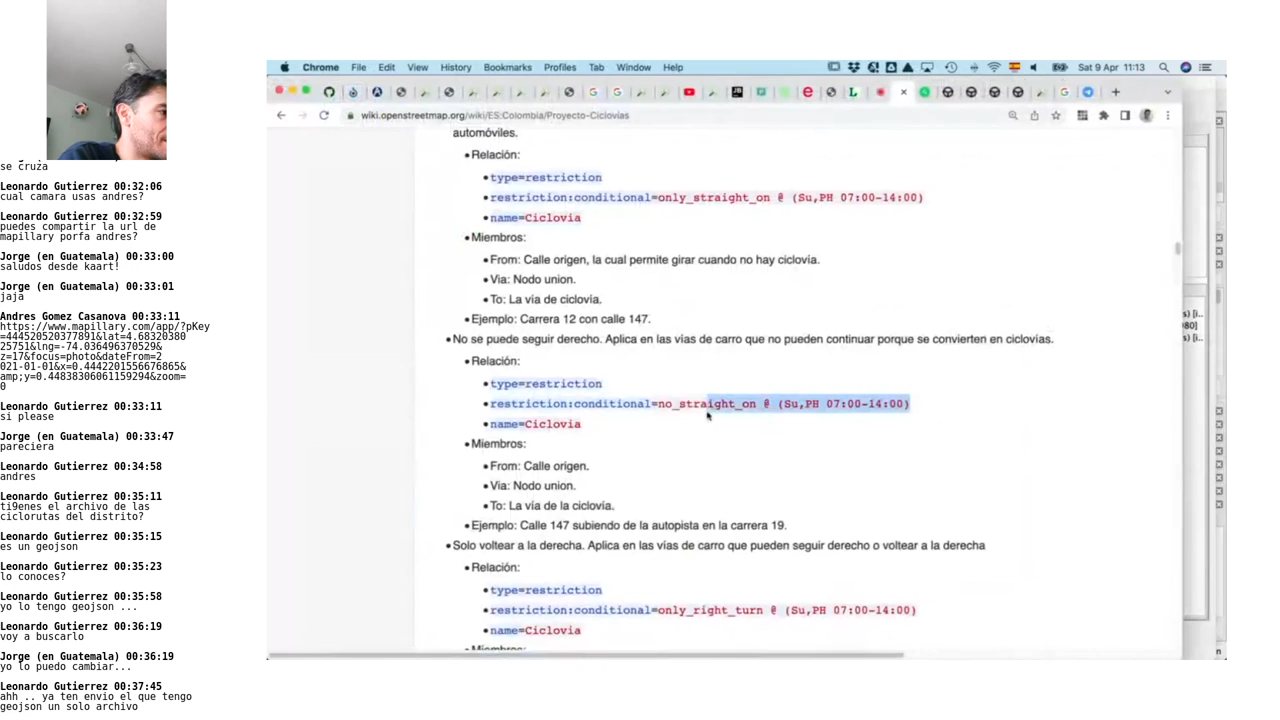 se cruza
Leonardo Gutierrez 00:32:06
cual camara usas andres?
Leonardo Gutierrez 00:32:59
puedes compartir la url de
mapillary porfa andres?
Jorge (en Guatemala) 00:33:00
saludos desde kaart!
Jorge (en Guatemala) 00:33:01
jaja
Andres Gomez Casanova 00:33:11
https://www.mapillary.com/app/?pKey
=444520520377891&lat=4.68320380
25751&lng=-74.036496370529&
z=17&focus=photo&dateFrom=2
021-01-01&x=0.4442201556676865&
amp;y=0.44838306061159294&zoom=
0
Leonardo Gutierrez 00:33:11
si please
Jorge (en Guatemala) 00:33:47
pareciera
Leonardo Gutierrez 00:34:58
andres
Leonardo Gutierrez 00:35:11
ti9enes el archivo de las
ciclorutas del distrito?
Leonardo Gutierrez 00:35:15
es un geojson
Leonardo Gutierrez 00:35:23
lo conoces?
Leonardo Gutierrez 00:35:58
yo lo tengo geojson ...
Leonardo Gutierrez 00:36:19
voy a buscarlo
Jorge (en Guatemala) 00:36:19
yo lo puedo cambiar...
Leonardo Gutierrez 00:37:45
ahh .. ya ten envio el que tengo
geojson un solo archivo
Chrome File Edit View History Bookmarks Profiles Tab Window Help Sat 9 Apr 11:13
wiki.openstreetmap.org/wiki/ES:Colombia/Proyecto-Ciclovías
automóviles.
•Relación:
•type=restriction
•restriction:conditional=only_straight_on @ (Su,PH 07:00-14:00)
•name=Ciclovia
•Miembros:
•From: Calle origen, la cual permite girar cuando no hay ciclovía.
•Via: Nodo union.
•To: La vía de ciclovía.
•Ejemplo: Carrera 12 con calle 147.
•No se puede seguir derecho. Aplica en las vías de carro que no pueden continuar porque se convierten en ciclovías.
•Relación:
•type=restriction
•restriction:conditional=no_straight_on @ (Su,PH 07:00-14:00)
•name=Ciclovia
•Miembros:
•From: Calle origen.
•Via: Nodo union.
•To: La vía de la ciclovía.
•Ejemplo: Calle 147 subiendo de la autopista en la carrera 19.
•Solo voltear a la derecha. Aplica en las vías de carro que pueden seguir derecho o voltear a la derecha
•Relación:
•type=restriction
•restriction:conditional=only_right_turn @ (Su,PH 07:00-14:00)
•name=Ciclovia
•Miembros: